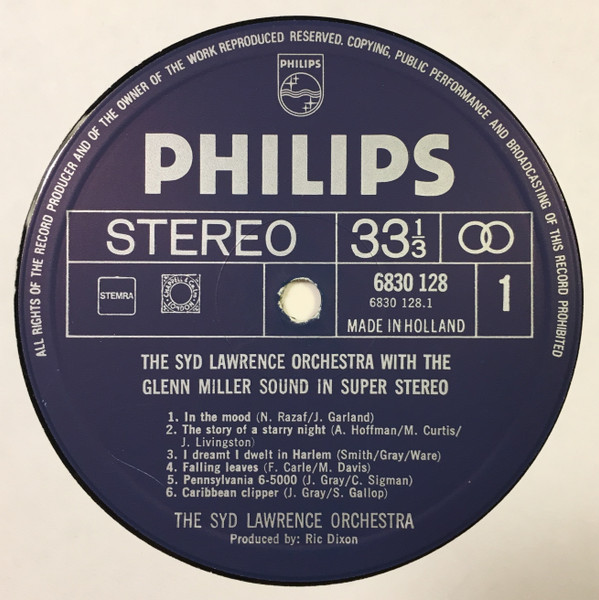 ALL RIGHTS OF THE RECORD PRODUCER AND OF THE OWNER OF THE WORK REPRODUCED RESERVED. COPYING, PUBLIC PERFORMANCE AND BROADCASTING OF THIS RECORD PROHIBITED
PHILIPS
PHILIPS
STEREO 33 1/3
STEMRA
6830 128
6830 128.1
1
MADE IN HOLLAND
THE SYD LAWRENCE ORCHESTRA WITH THE
GLENN MILLER SOUND IN SUPER STEREO
1. In the mood (N. Razaf/J. Garland)
2. The story of a starry night (A. Hoffman/M. Curtis/
J. Livingston)
3. I dreamt I dwelt in Harlem (Smith/Gray/Ware)
4. Falling leaves (F. Carle/M. Davis)
5. Pennsylvania 6-5000 (J. Gray/C. Sigman)
6. Caribbean clipper (J. Gray/S. Gallop)
THE SYD LAWRENCE ORCHESTRA
Produced by: Ric Dixon